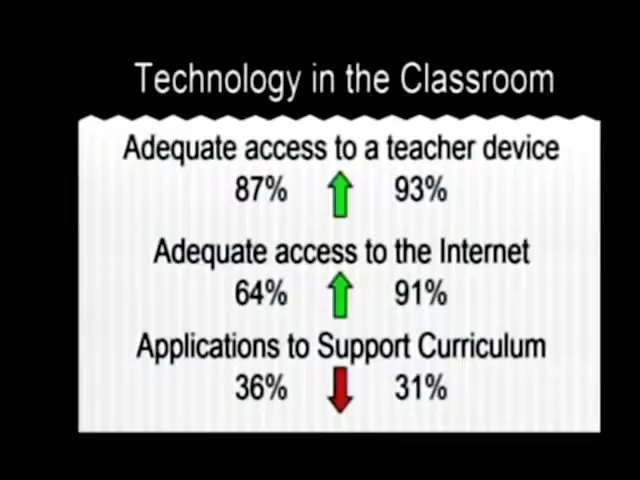 Technology in the Classroom
Adequate access to a teacher device
87% 93%
Adequate access to the Internet
64% 91%
Applications to Support Curriculum
36% 31%